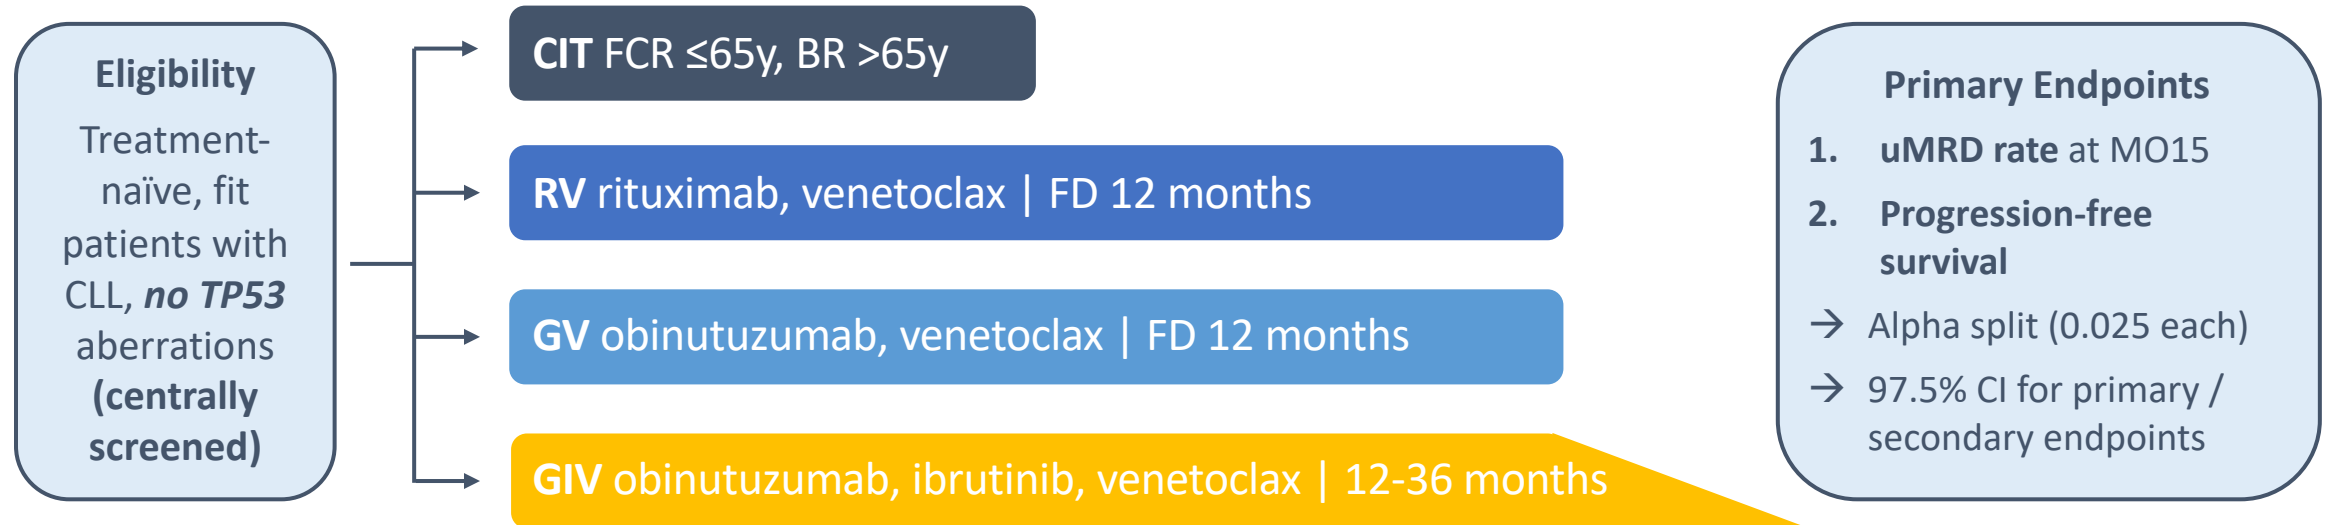 Eligibility
Treatment-
naïve, fit
patients with
CLL, no TP53
aberrations
(centrally
screened)
CIT FCR ≤65y, BR >65y
RV rituximab, venetoclax | FD 12 months
GV obinutuzumab, venetoclax | FD 12 months
GIV obinutuzumab, ibrutinib, venetoclax | 12-36 months
Primary Endpoints
1. uMRD rate at MO15
2. Progression-free
survival
→ Alpha split (0.025 each)
→ 97.5% CI for primary /
secondary endpoints